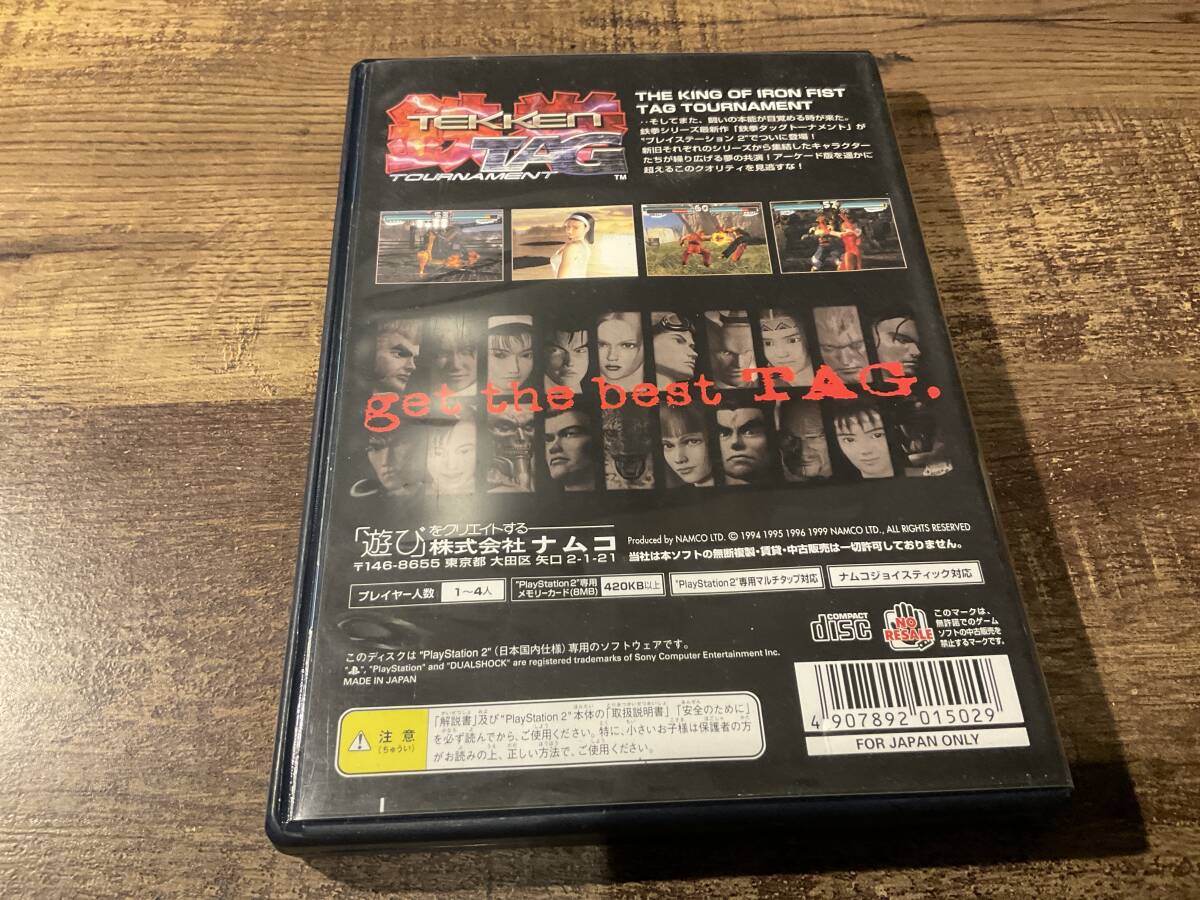 鉄拳
TEKKEN
TAG
TOURNAMENT
TM
THE KING OF IRON FIST
TAG TOURNAMENT
‥そしてまた、闘いの本能が目覚める時が来た。
鉄拳シリーズ最新作「鉄拳タッグトーナメント」が
"プレイステーション 2"でついに登場！
新旧それぞれのシリーズから集結したキャラクター
たちが繰り広げる夢の共演！アーケード版を遥かに
超えるこのクオリティを見逃すな！
53
60
52
get the best TAG.
「遊び」をクリエイトする
株式会社 ナムコ
〒146-8655 東京都 大田区 矢口 2-1-21
Produced by NAMCO LTD. © 1994 1995 1996 1999 NAMCO LTD., ALL RIGHTS RESERVED
当社は本ソフトの無断複製・賃貸・中古販売は一切許可しておりません。
プレイヤー人数 1〜4人
"PlayStation 2"専用
メモリーカード(8MB) 420KB以上
"PlayStation 2"専用マルチタップ対応
ナムコジョイスティック対応
COMPACT
disc
NO
RESALE
このマークは、
無許諾でのゲーム
ソフトの中古販売を
禁止するマークです。
このディスクは "PlayStation 2" (日本国内仕様) 専用のソフトウェアです。
"PlayStation" and "DUALSHOCK" are registered trademarks of Sony Computer Entertainment Inc.
MADE IN JAPAN
注意
(ちゅうい)
「解説書」及び"PlayStation 2"本体の「取扱説明書」「安全のために」
を必ず読んでから、ご使用ください。特に、小さいお子様は保護者の方
がお読みの上、正しい方法で、ご使用ください。
4 907892 015029
FOR JAPAN ONLY